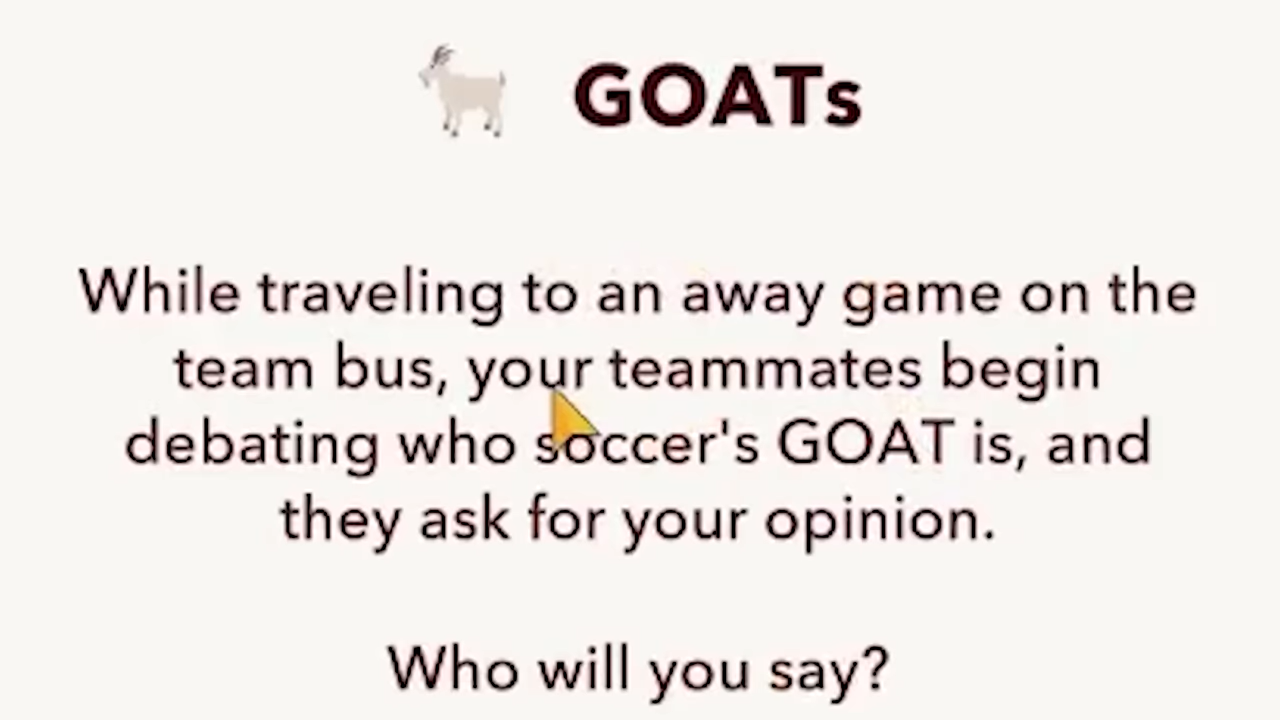 GOATs
While traveling to an away game on the
team bus, your teammates begin
debating who soccer's GOAT is, and
they ask for your opinion.
Who will you say?